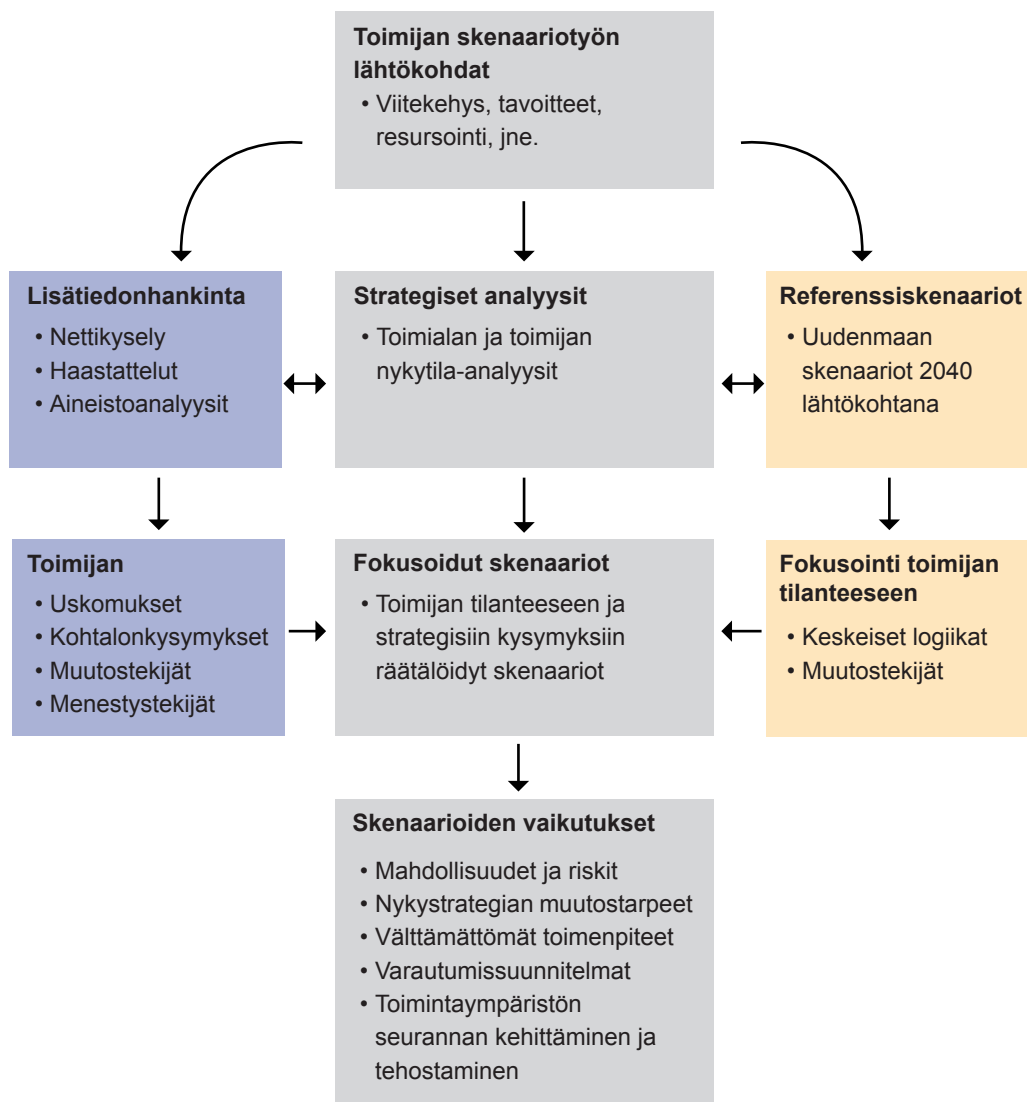 Toimijan skenaariotyön
lähtökohdat
• Viitekehys, tavoitteet,
resursointi, jne.
Lisätiedonhankinta
• Nettikysely
• Haastattelut
• Aineistoanalyysit
Strategiset analyysit
• Toimialan ja toimijan
nykytila-analyysit
Referenssiskenaariot
• Uudenmaan
skenaariot 2040
lähtökohtana
Toimijan
• Uskomukset
• Kohtalonkysymykset
• Muutostekijät
• Menestystekijät
Fokusoidut skenaariot
• Toimijan tilanteeseen ja
strategisiin kysymyksiin
räätälöidyt skenaariot
Fokusointi toimijan
tilanteeseen
• Keskeiset logiikat
• Muutostekijät
Skenaarioiden vaikutukset
• Mahdollisuudet ja riskit
• Nykystrategian muutostarpeet
• Välttämättömät toimenpiteet
• Varautumissuunnitelmat
• Toimintaympäristön
seurannan kehittäminen ja
tehostaminen